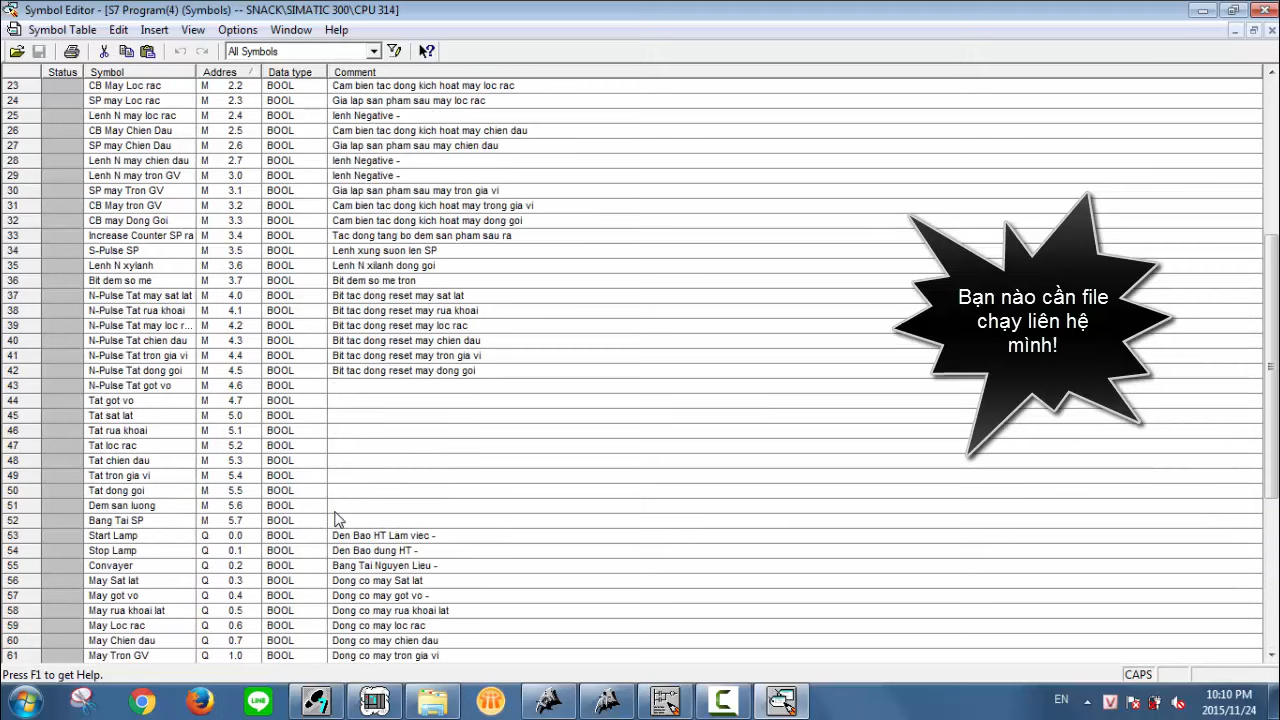 Symbol Editor - [S7 Program(4) (Symbols) -- SNACK\SIMATIC 300\CPU 314]
Symbol Table Edit Insert View Options Window Help
All Symbols
Status Symbol Addres Data type Comment
23 CB May Loc rac M 2.2 BOOL Cam bien tac dong kich hoat may loc rac
24 SP may Loc rac M 2.3 BOOL Gia lap san pham sau may loc rac
25 Lenh N may loc rac M 2.4 BOOL lenh Negative -
26 CB May Chien Dau M 2.5 BOOL Cam bien tac dong kich hoat may chien dau
27 SP may Chien Dau M 2.6 BOOL Gia lap san pham sau may chien dau
28 Lenh N may chien dau M 2.7 BOOL lenh Negative -
29 Lenh N may tron GV M 3.0 BOOL lenh Negative -
30 SP may Tron GV M 3.1 BOOL Gia lap san pham sau may tron gia vi
31 CB May tron GV M 3.2 BOOL Cam bien tac dong kich hoat may trong gia vi
32 CB may Dong Goi M 3.3 BOOL Cam bien tac dong kich hoat may dong goi
33 Increase Counter SP ra M 3.4 BOOL Tac dong tang bo dem san pham sau ra
34 S-Pulse SP M 3.5 BOOL Lenh xung suon len SP
35 Lenh N xylanh M 3.6 BOOL Lenh N xilanh dong goi
36 Bit dem so me M 3.7 BOOL Bit dem so me tron
37 N-Pulse Tat may sat lat M 4.0 BOOL Bit tac dong reset may sat lat
38 N-Pulse Tat rua khoai M 4.1 BOOL Bit tac dong reset may rua khoai
39 N-Pulse Tat may loc r... M 4.2 BOOL Bit tac dong reset may loc rac
40 N-Pulse Tat chien dau M 4.3 BOOL Bit tac dong reset may chien dau
41 N-Pulse Tat tron gia vi M 4.4 BOOL Bit tac dong reset may tron gia vi
42 N-Pulse Tat dong goi M 4.5 BOOL Bit tac dong reset may dong goi
43 N-Pulse Tat got vo M 4.6 BOOL
44 Tat got vo M 4.7 BOOL
45 Tat sat lat M 5.0 BOOL
46 Tat rua khoai M 5.1 BOOL
47 Tat loc rac M 5.2 BOOL
48 Tat chien dau M 5.3 BOOL
49 Tat tron gia vi M 5.4 BOOL
50 Tat dong goi M 5.5 BOOL
51 Dem san luong M 5.6 BOOL
52 Bang Tai SP M 5.7 BOOL
53 Start Lamp Q 0.0 BOOL Den Bao HT Lam viec -
54 Stop Lamp Q 0.1 BOOL Den Bao dung HT -
55 Convayer Q 0.2 BOOL Bang Tai Nguyen Lieu -
56 May Sat lat Q 0.3 BOOL Dong co may Sat lat
57 May got vo Q 0.4 BOOL Dong co may got vo -
58 May rua khoai lat Q 0.5 BOOL Dong co may rua khoai lat
59 May Loc rac Q 0.6 BOOL Dong co may loc rac
60 May Chien dau Q 0.7 BOOL Dong co may chien dau
61 May Tron GV Q 1.0 BOOL Dong co may tron gia vi
Bạn nào cần file
chạy liên hệ
mình!
Press F1 to get Help.
CAPS
LINE
EN
V
10:10 PM
2015/11/24